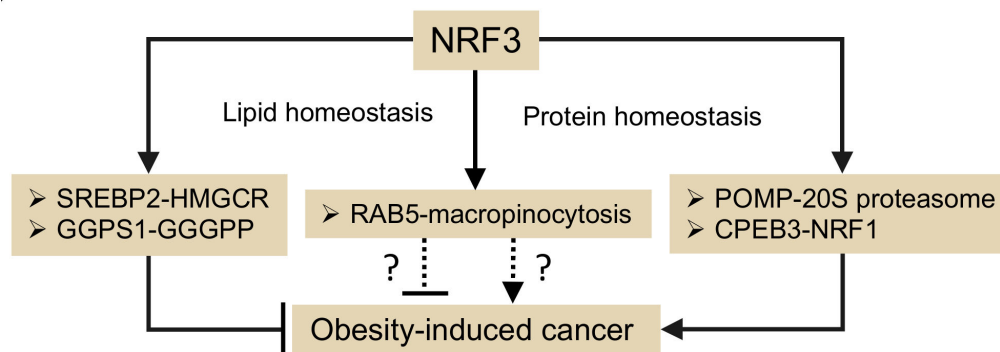 NRF3
Lipid homeostasis
Protein homeostasis
➢ SREBP2-HMGCR
➢ GGPS1-GGGPP
➢ RAB5-macropinocytosis
➢ POMP-20S proteasome
➢ CPEB3-NRF1
?
?
Obesity-induced cancer